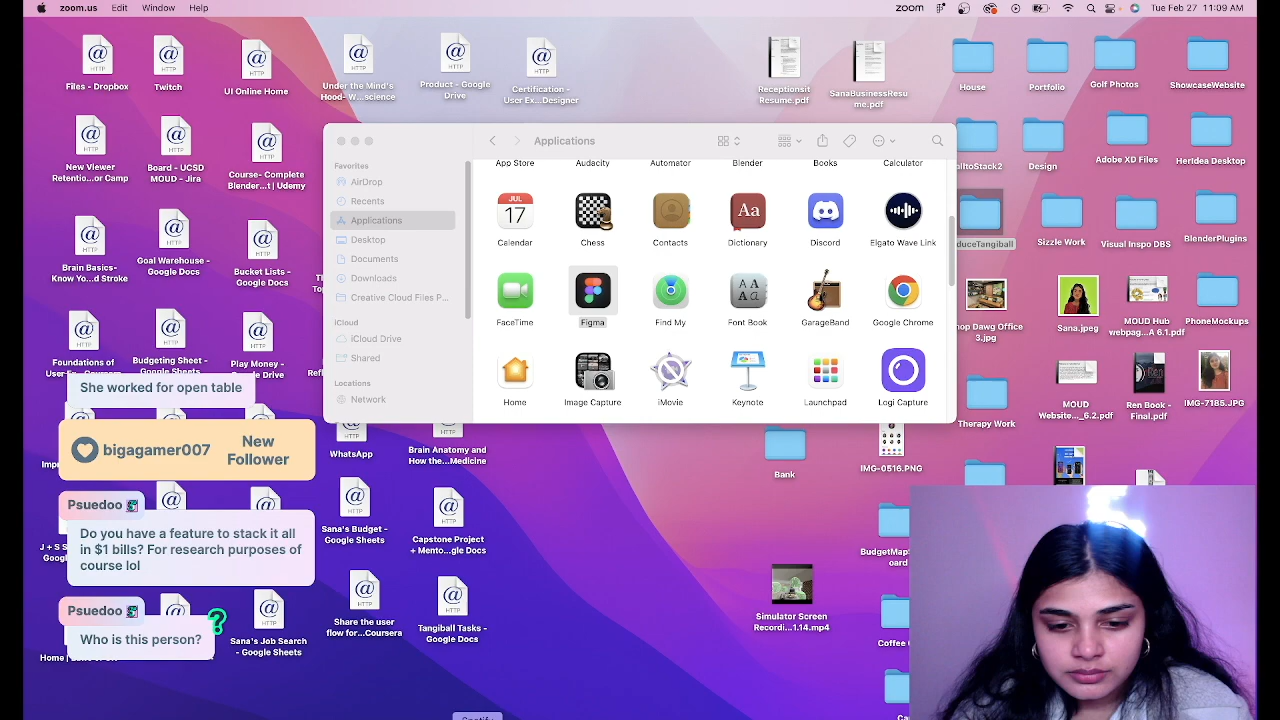 zoom.us Edit Window Help
zoom Tue Feb 27 11:09 AM
Files - Dropbox
Twitch
UI Online Home
Under the Mind's
Hood- W...science
Product - Google
Drive
Certification -
User Ex...Designer
Receptionsit
Resume.pdf
SanaBusinessResu
me.pdf
House
Portfolio
Golf Photos
ShowcaseWebsite
New Viewer
Retentio...or Camp
Board - UCSD
MOUD - Jira
Course- Complete
Blender...t | Udemy
Design
Adobe XD Files
HerIdea Desktop
Brain Basics-
Know Yo...d Stroke
Goal Warehouse -
Google Docs
Bucket Lists -
Google Docs
Sizzle Work
Visual Inspo DBS
BlenderPlugins
Foundations of
Budgeting Sheet -
Play Money -
Applications
Favorites
AirDrop
Recents
Applications
Desktop
Documents
Downloads
Creative Cloud Files P...
iCloud
iCloud Drive
Shared
Locations
Network
App Store
Audacity
Automator
Blender
Books
Calculator
JUL
17
Aa
Calendar
Chess
Contacts
Dictionary
Discord
Elgato Wave Link
FaceTime
Figma
Find My
Font Book
GarageBand
Google Chrome
Home
Image Capture
iMovie
Keynote
Launchpad
Logi Capture
Sana.jpeg
MOUD Hub
webpag...A 6.1.pdf
PhoneMockups
Therapy Work
MOUD
Website..._6.2.pdf
Ren Book -
Final.pdf
IMG-7185.JPG
She worked for open table
bigagamer007
New
Follower
Psuedoo
Do you have a feature to stack it all
in $1 bills? For research purposes of
course lol
Psuedoo
Who is this person?
WhatsApp
Brain Anatomy and
How the...Medicine
Sana's Budget -
Google Sheets
Capstone Project
+ Mento...gle Docs
Sana's Job Search
- Google Sheets
Share the user
flow for...Coursera
Tangiball Tasks -
Google Docs
Bank
IMG-0516.PNG
Simulator Screen
Recordi...1.14.mp4